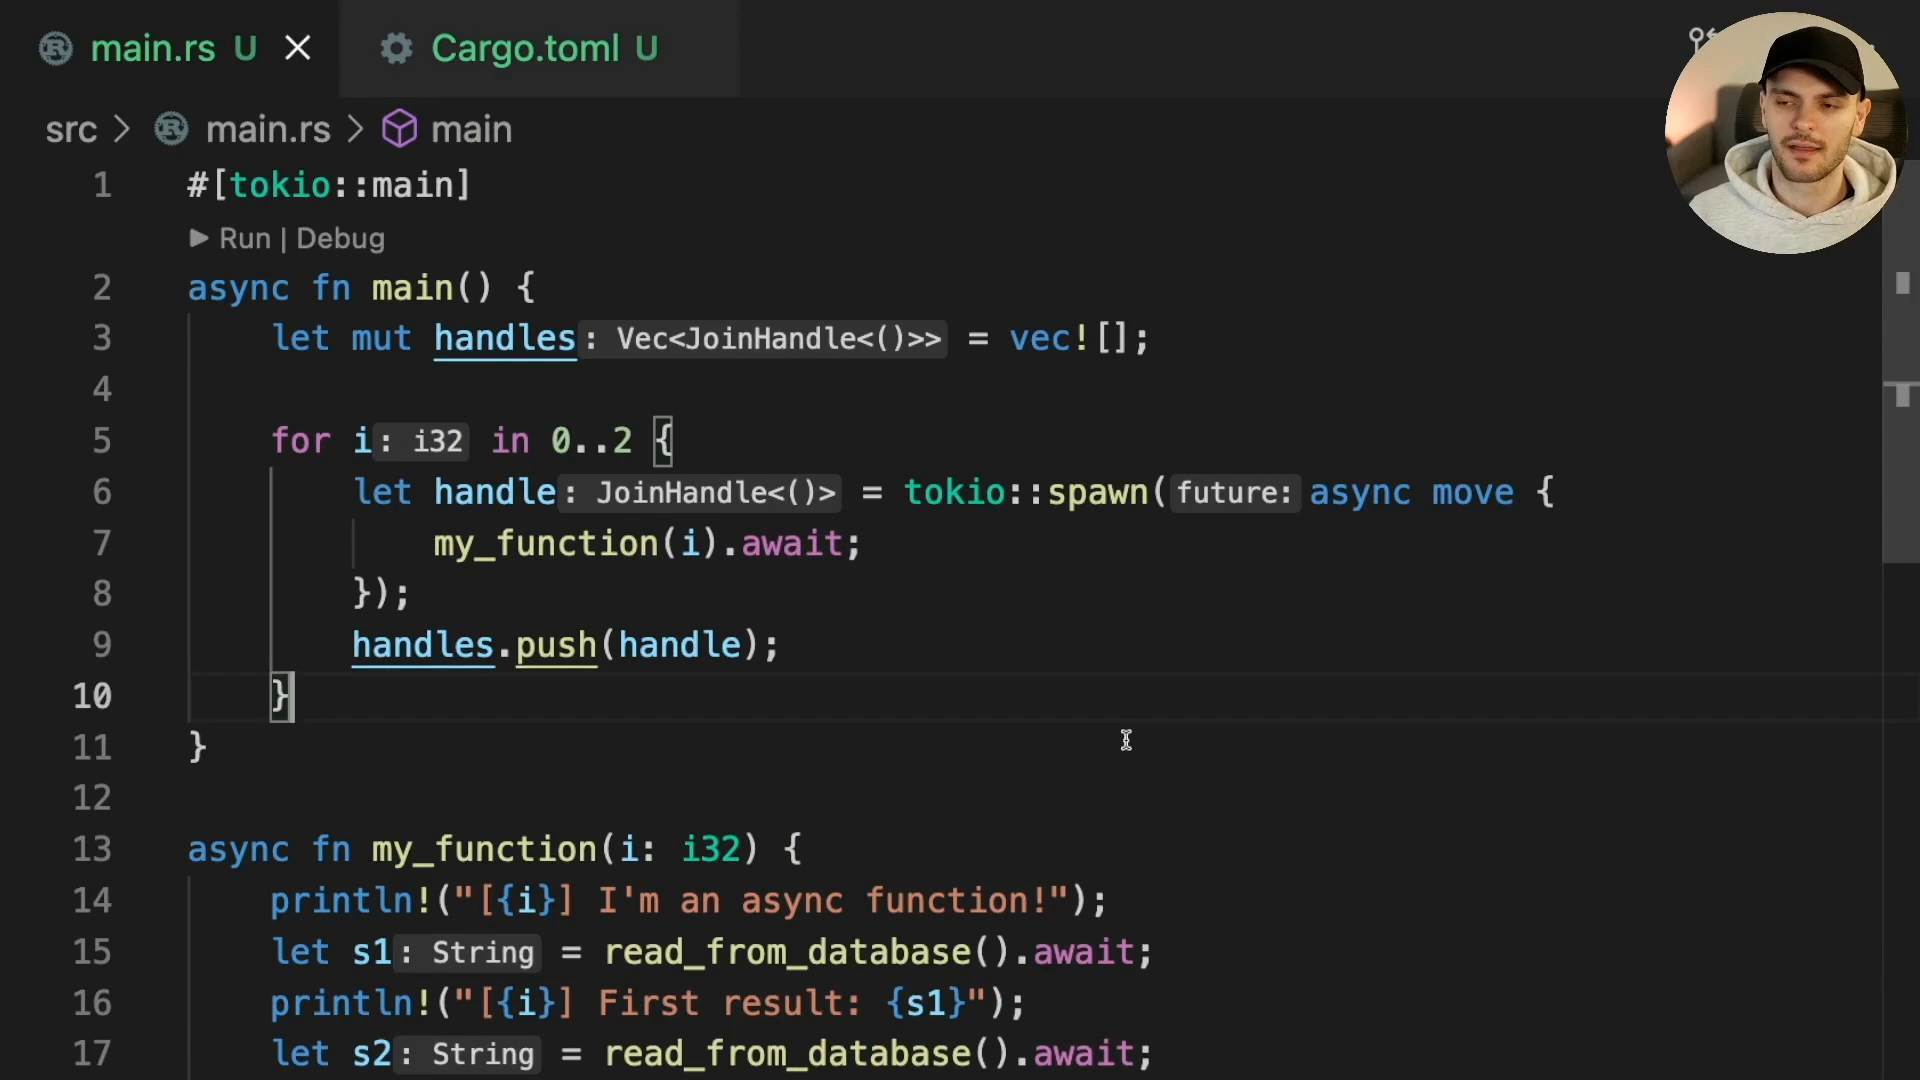 main.rs U Cargo.toml U
src > main.rs > main
1 #[tokio::main]
Run | Debug
2 async fn main() {
3 let mut handles: Vec<JoinHandle<()>> = vec![];
4
5 for i: i32 in 0..2 {
6 let handle: JoinHandle<()> = tokio::spawn(future: async move {
7 my_function(i).await;
8 });
9 handles.push(handle);
10 }
11 }
12
13 async fn my_function(i: i32) {
14 println!("[{i}] I'm an async function!");
15 let s1: String = read_from_database().await;
16 println!("[{i}] First result: {s1}");
17 let s2: String = read_from_database().await;